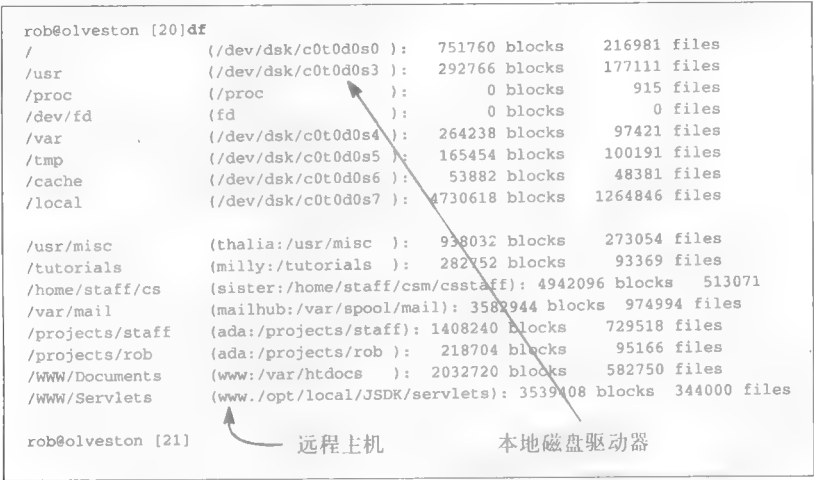 rob@olveston [20]df
/ (/dev/dsk/c0t0d0s0 ): 751760 blocks 216981 files
/usr (/dev/dsk/c0t0d0s3 ): 292766 blocks 177111 files
/proc (/proc ): 0 blocks 915 files
/dev/fd (fd ): 0 blocks 0 files
/var (/dev/dsk/c0t0d0s4 ): 264238 blocks 97421 files
/tmp (/dev/dsk/c0t0d0s5 ): 165454 blocks 100191 files
/cache (/dev/dsk/c0t0d0s6 ): 53882 blocks 48381 files
/local (/dev/dsk/c0t0d0s7 ): 4730618 blocks 1264846 files
/usr/misc (thalia:/usr/misc ): 938032 blocks 273054 files
/tutorials (milly:/tutorials ): 282752 blocks 93369 files
/home/staff/cs (sister:/home/staff/csm/csstaff): 4942096 blocks 513071
/var/mail (mailhub:/var/spool/mail): 3582944 blocks 974994 files
/projects/staff (ada:/projects/staff): 1408240 blocks 729518 files
/projects/rob (ada:/projects/rob ): 218704 blocks 95166 files
/WWW/Documents (www:/var/htdocs ): 2032720 blocks 582750 files
/WWW/Servlets (www./opt/local/JSDK/servlets): 3539408 blocks 344000 files
rob@olveston [21]
远程主机 本地磁盘驱动器